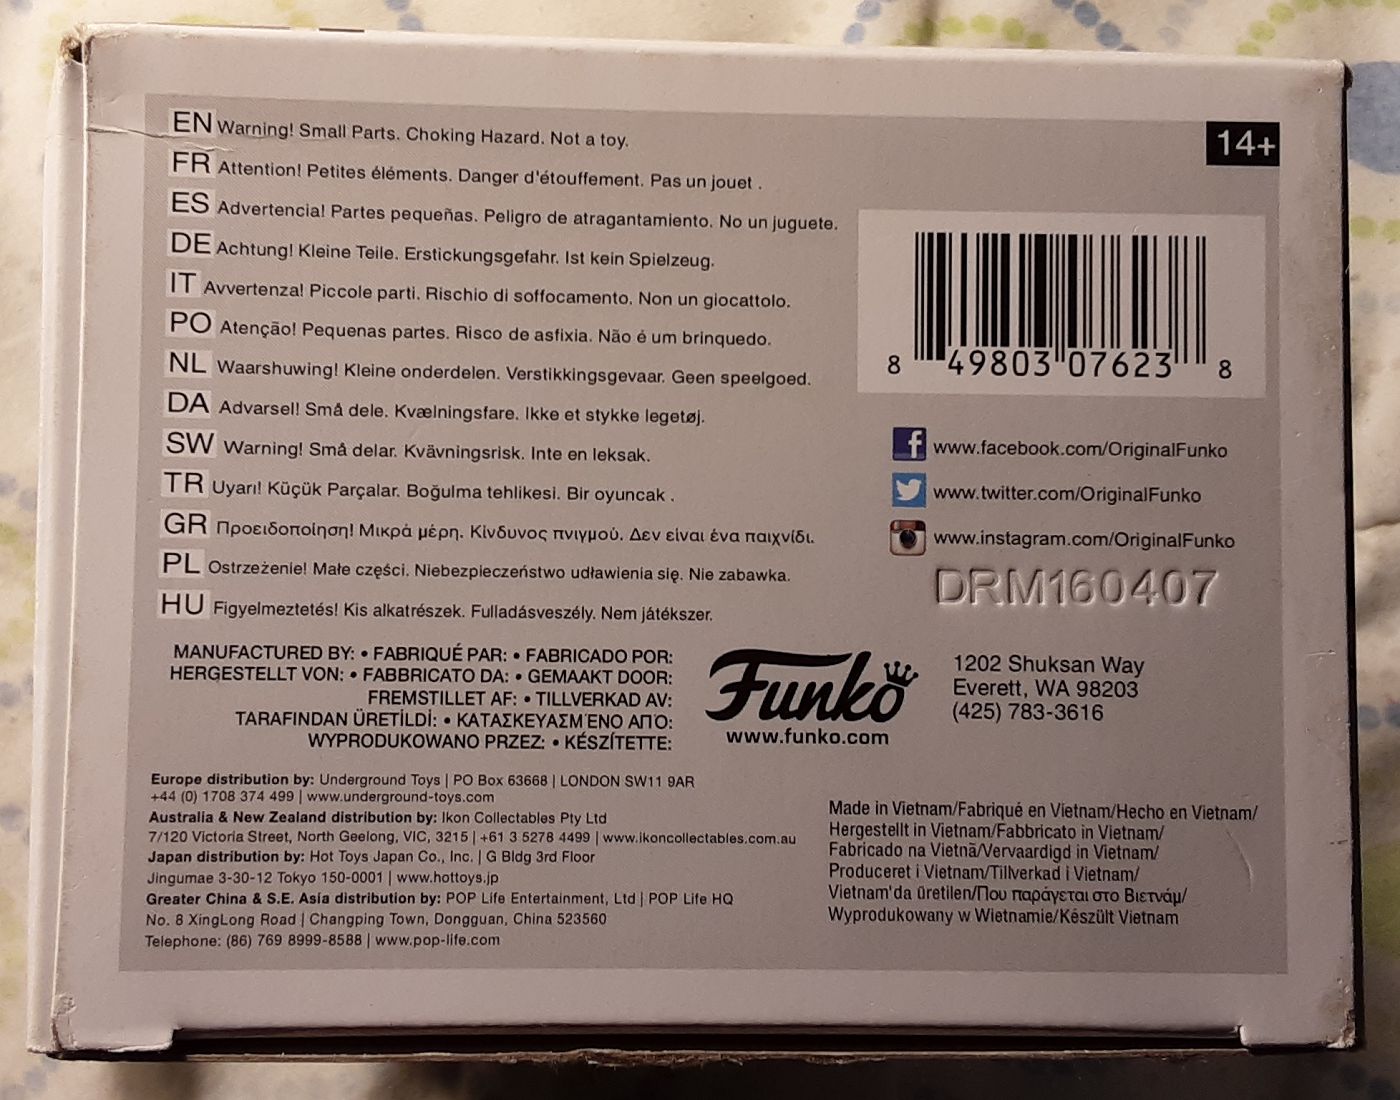 EN Warning! Small Parts. Choking Hazard. Not a toy.
FR Attention! Petites éléments. Danger d'étouffement. Pas un jouet .
ES Advertencia! Partes pequeñas. Peligro de atragantamiento. No un juguete.
DE Achtung! Kleine Teile. Erstickungsgefahr. Ist kein Spielzeug.
IT Avvertenza! Piccole parti. Rischio di soffocamento. Non un giocattolo.
PO Atenção! Pequenas partes. Risco de asfixia. Não é um brinquedo.
NL Waarshuwing! Kleine onderdelen. Verstikkingsgevaar. Geen speelgoed.
DA Advarsel! Små dele. Kvælningsfare. Ikke et stykke legetøj.
SW Warning! Små delar. Kvävningsrisk. Inte en leksak.
TR Uyarı! Küçük Parçalar. Boğulma tehlikesi. Bir oyuncak .
GR Προειδοποίηση! Μικρά μέρη. Κίνδυνος πνιγμού. Δεν είναι ένα παιχνίδι.
PL Ostrzeżenie! Małe części. Niebezpieczeństwo udławienia się. Nie zabawka.
HU Figyelmeztetés! Kis alkatrészek. Fulladásveszély. Nem játékszer.
14+
8 49803 07623 8
www.facebook.com/OriginalFunko
www.twitter.com/OriginalFunko
www.instagram.com/OriginalFunko
DRM160407
MANUFACTURED BY: • FABRIQUÉ PAR: • FABRICADO POR:
HERGESTELLT VON: • FABBRICATO DA: • GEMAAKT DOOR:
FREMSTILLET AF: • TILLVERKAD AV:
TARAFINDAN ÜRETİLDİ: • ΚΑΤΑΣΚΕΥΑΣΜΈΝΟ ΑΠΌ:
WYPRODUKOWANO PRZEZ: • KÉSZÍTETTE:
Funko
www.funko.com
1202 Shuksan Way
Everett, WA 98203
(425) 783-3616
Europe distribution by: Underground Toys | PO Box 63668 | LONDON SW11 9AR
+44 (0) 1708 374 499 | www.underground-toys.com
Australia & New Zealand distribution by: Ikon Collectables Pty Ltd
7/120 Victoria Street, North Geelong, VIC, 3215 | +61 3 5278 4499 | www.ikoncollectables.com.au
Japan distribution by: Hot Toys Japan Co., Inc. | G Bldg 3rd Floor
Jingumae 3-30-12 Tokyo 150-0001 | www.hottoys.jp
Greater China & S.E. Asia distribution by: POP Life Entertainment, Ltd | POP Life HQ
No. 8 XingLong Road | Changping Town, Dongguan, China 523560
Telephone: (86) 769 8999-8588 | www.pop-life.com
Made in Vietnam/Fabriqué en Vietnam/Hecho en Vietnam/
Hergestellt in Vietnam/Fabbricato in Vietnam/
Fabricado na Vietnã/Vervaardigd in Vietnam/
Produceret i Vietnam/Tillverkad i Vietnam/
Vietnam'da üretilen/Που παράγεται στο Βιετνάμ/
Wyprodukowany w Wietnamie/Készült Vietnam